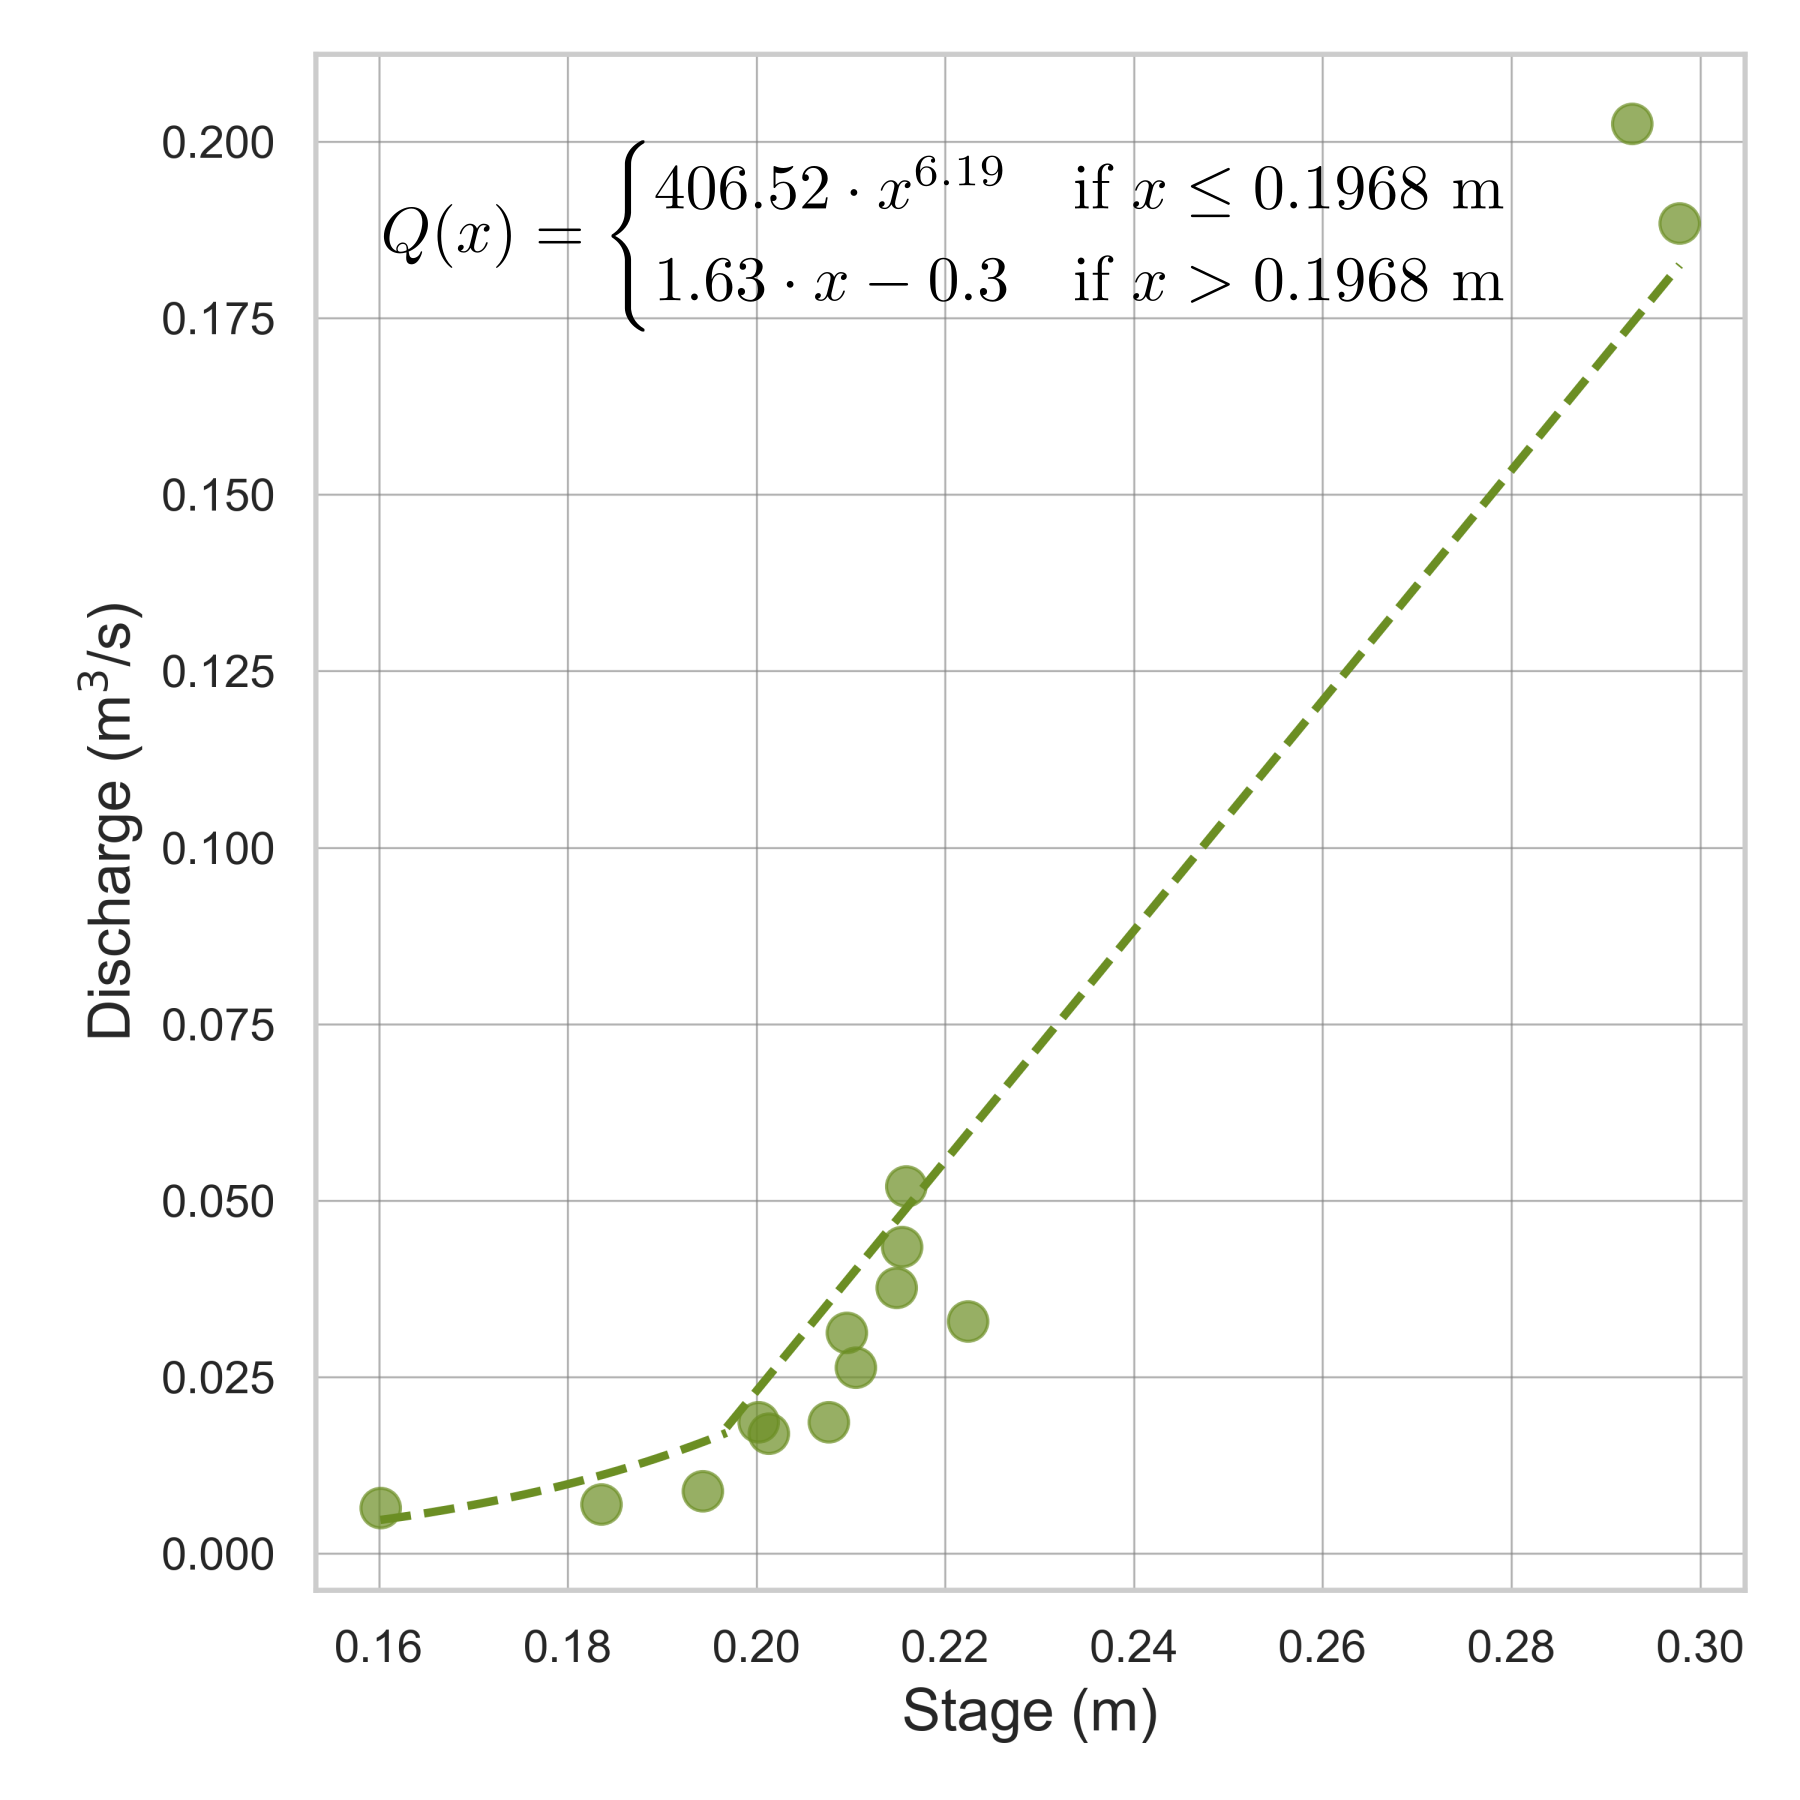 Q(x) = { 406.52 · x^6.19 if x ≤ 0.1968 m
1.63 · x − 0.3 if x > 0.1968 m
0.200
0.175
0.150
0.125
0.100
0.075
0.050
0.025
0.000
Discharge (m³/s)
0.16 0.18 0.20 0.22 0.24 0.26 0.28 0.30
Stage (m)